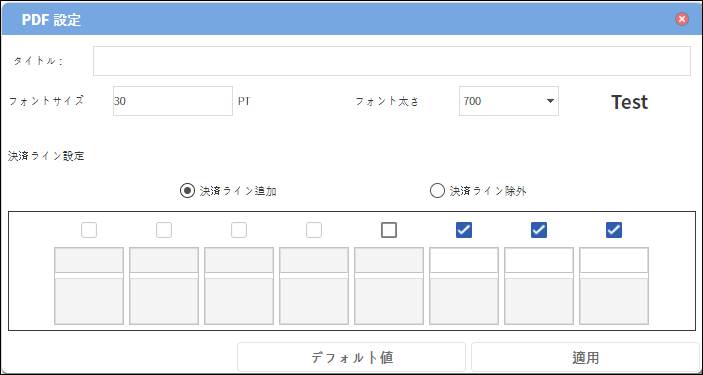 PDF 設定
タイトル :
フォントサイズ 30 PT フォント太さ 700 Test
決済ライン設定
決済ライン追加 決済ライン除外
デフォルト値 適用